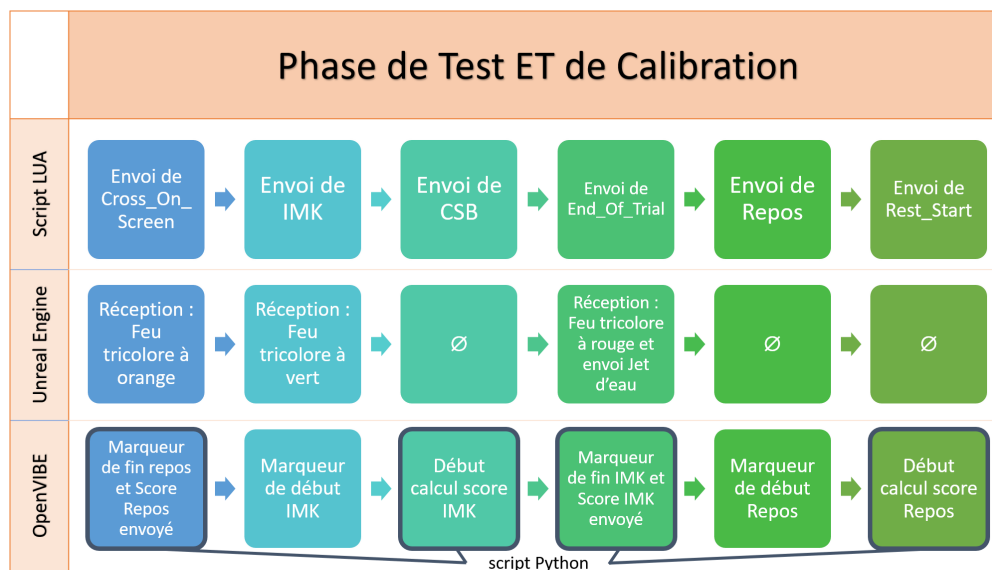 Phase de Test ET de Calibration
Script LUA
Envoi de
Cross_On_
Screen
Envoi de
IMK
Envoi de
CSB
Envoi de
End_Of_Trial
Envoi de
Repos
Envoi de
Rest_Start
Unreal Engine
Réception :
Feu
tricolore à
orange
Réception :
Feu
tricolore à
vert
∅
Réception :
Feu tricolore
à rouge et
envoi Jet
d'eau
∅
∅
OpenVIBE
Marqueur
de fin repos
et Score
Repos
envoyé
Marqueur
de début
IMK
Début
calcul score
IMK
Marqueur
de fin IMK et
Score IMK
envoyé
Marqueur
de début
Repos
Début
calcul score
Repos
script Python